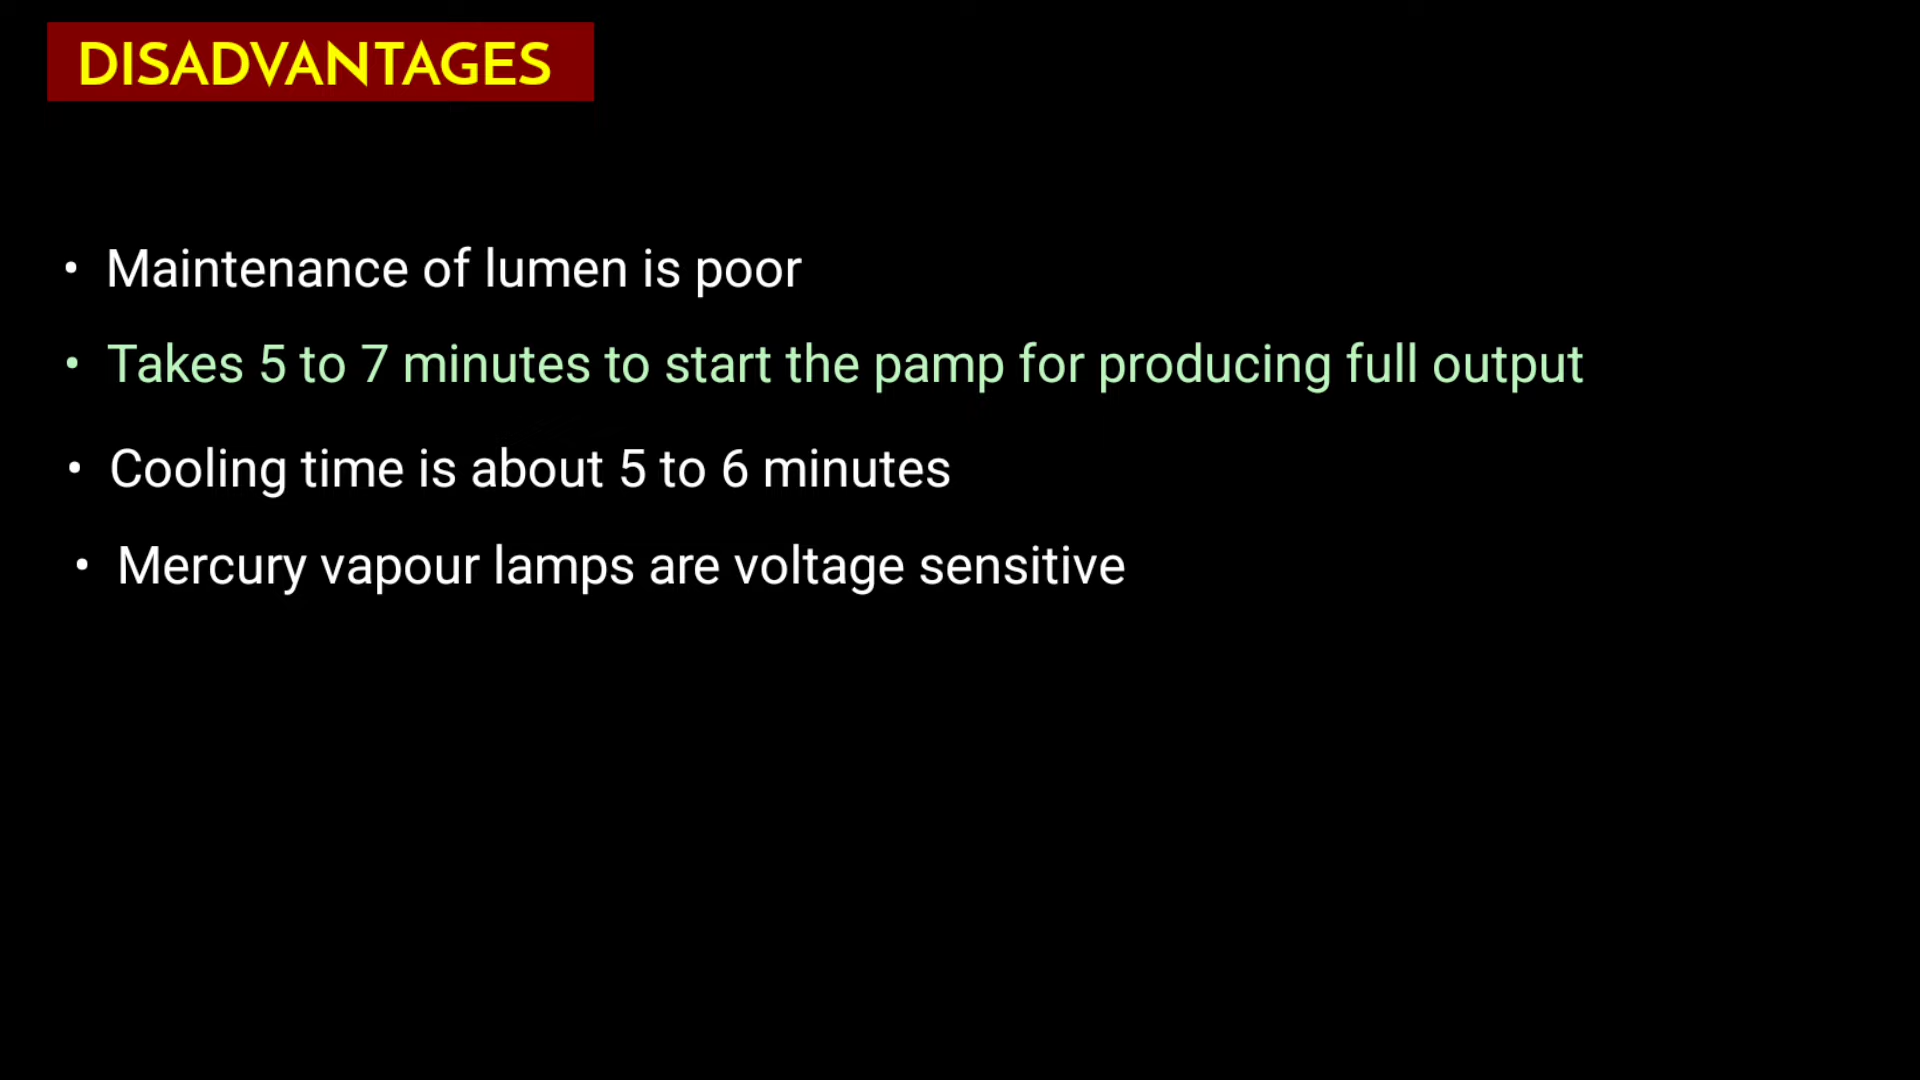 DISADVANTAGES
• Maintenance of lumen is poor
• Takes 5 to 7 minutes to start the pamp for producing full output
• Cooling time is about 5 to 6 minutes
• Mercury vapour lamps are voltage sensitive